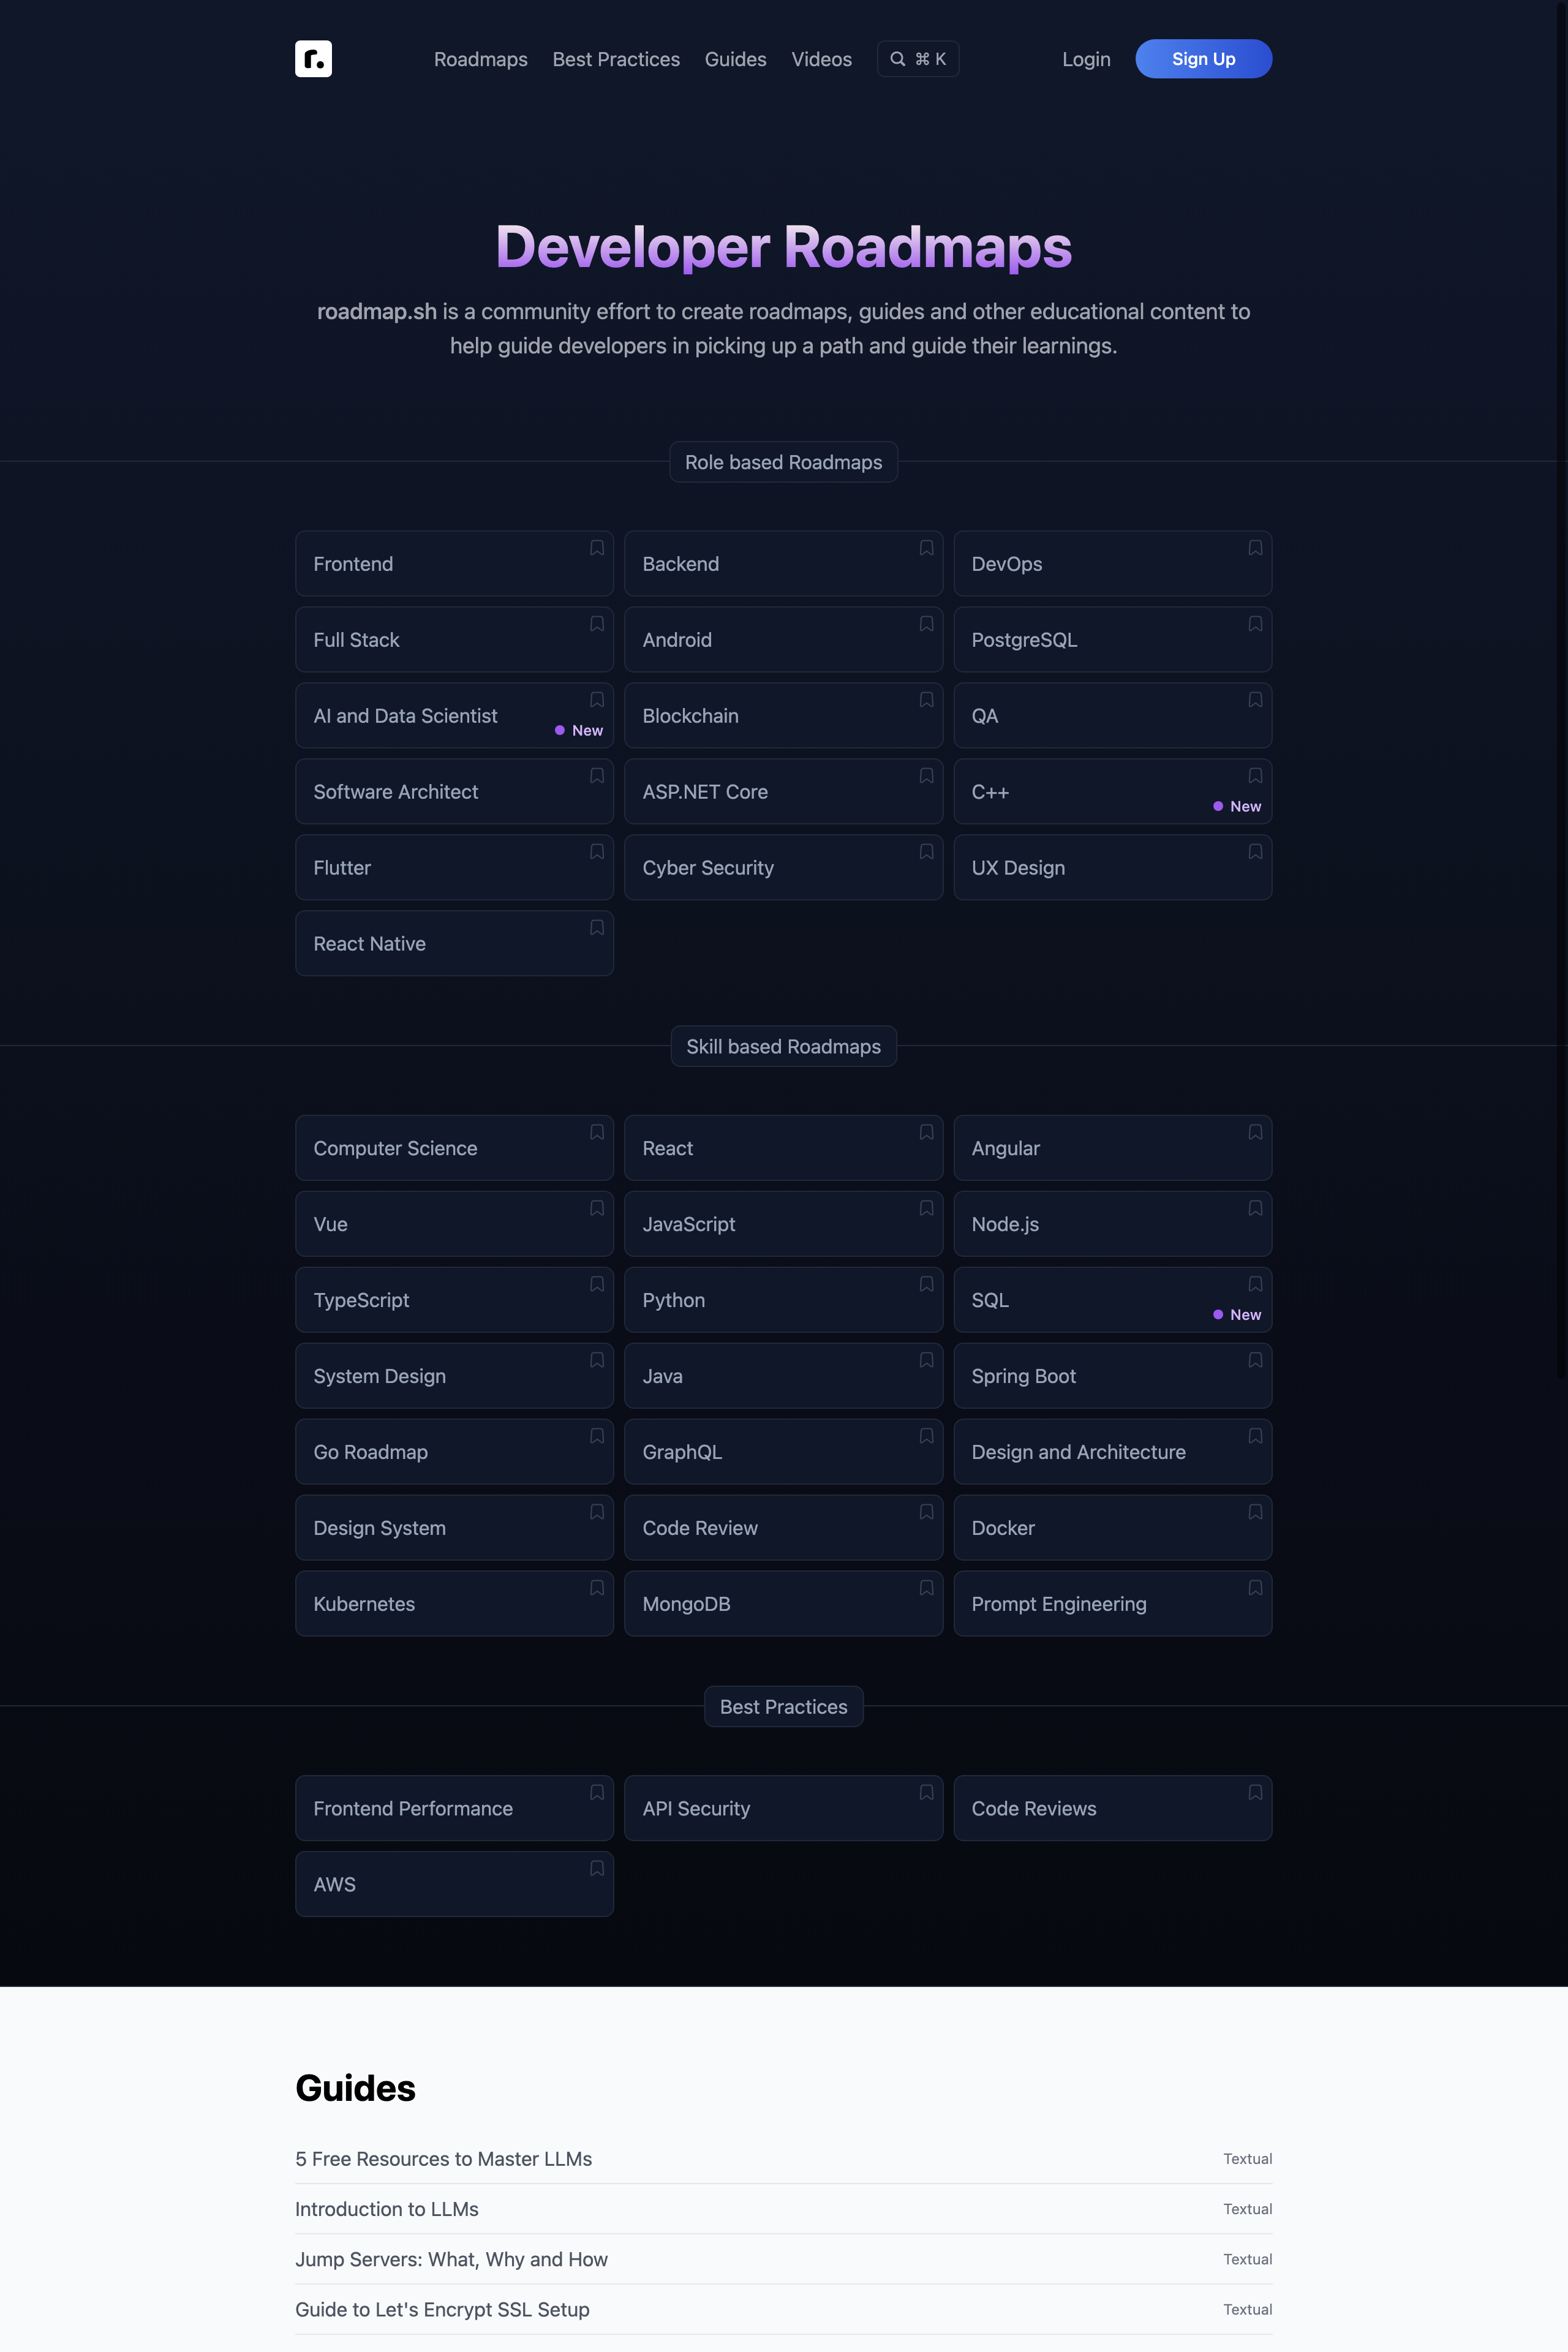 r.
Roadmaps Best Practices Guides Videos ⌘ K Login Sign Up
Developer Roadmaps
roadmap.sh is a community effort to create roadmaps, guides and other educational content to
help guide developers in picking up a path and guide their learnings.
Role based Roadmaps
Frontend
Backend
DevOps
Full Stack
Android
PostgreSQL
AI and Data Scientist
New
Blockchain
QA
Software Architect
ASP.NET Core
C++
New
Flutter
Cyber Security
UX Design
React Native
Skill based Roadmaps
Computer Science
React
Angular
Vue
JavaScript
Node.js
TypeScript
Python
SQL
New
System Design
Java
Spring Boot
Go Roadmap
GraphQL
Design and Architecture
Design System
Code Review
Docker
Kubernetes
MongoDB
Prompt Engineering
Best Practices
Frontend Performance
API Security
Code Reviews
AWS
Guides
5 Free Resources to Master LLMs Textual
Introduction to LLMs Textual
Jump Servers: What, Why and How Textual
Guide to Let's Encrypt SSL Setup Textual